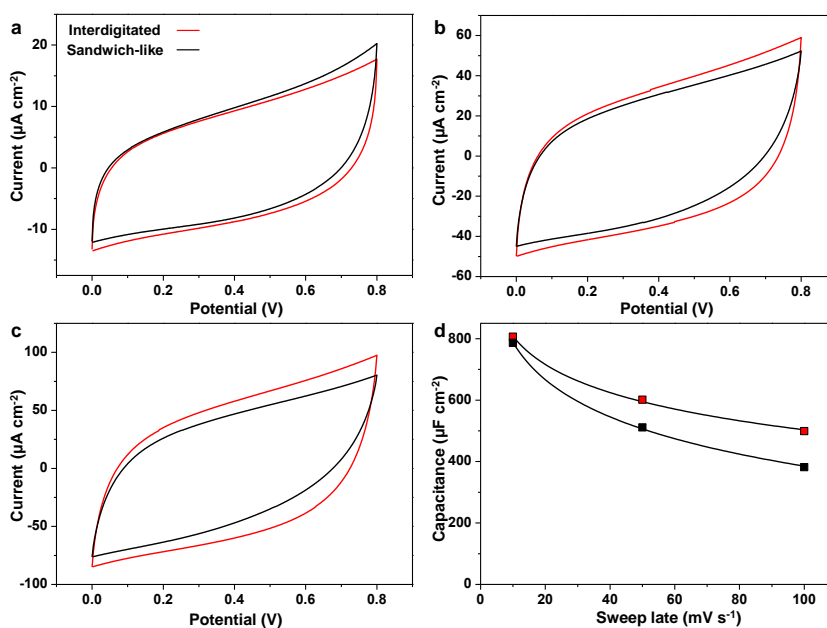 a
Interdigitated
Sandwich-like
20
10
0
-10
Current (µA cm⁻²)
0.0 0.2 0.4 0.6 0.8
Potential (V)
b
60
40
20
0
-20
-40
-60
Current (µA cm⁻²)
0.0 0.2 0.4 0.6 0.8
Potential (V)
c
100
50
0
-50
-100
Current (µA cm⁻²)
0.0 0.2 0.4 0.6 0.8
Potential (V)
d
800
600
400
200
0
Capacitance (µF cm⁻²)
0 20 40 60 80 100
Sweep late (mV s⁻¹)